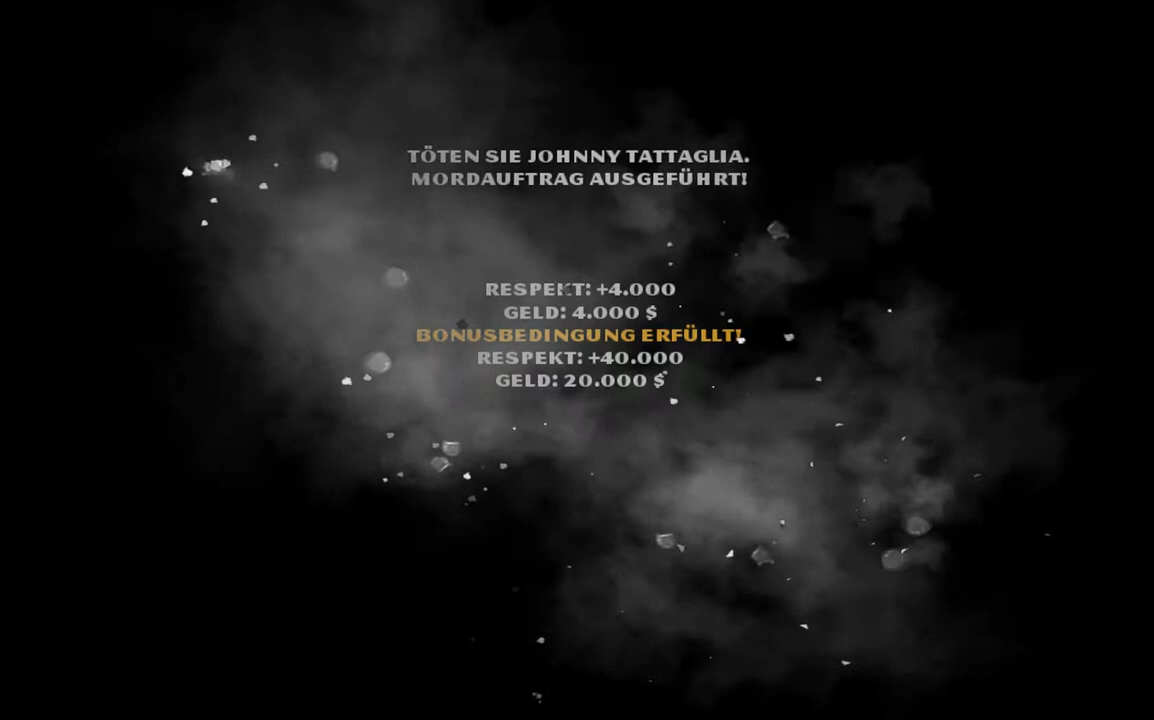 TÖTEN SIE JOHNNY TATTAGLIA.
MORDAUFTRAG AUSGEFÜHRT!
RESPEKT: +4.000
GELD: 4.000 $
BONUSBEDINGUNG ERFÜLLT!
RESPEKT: +40.000
GELD: 20.000 $